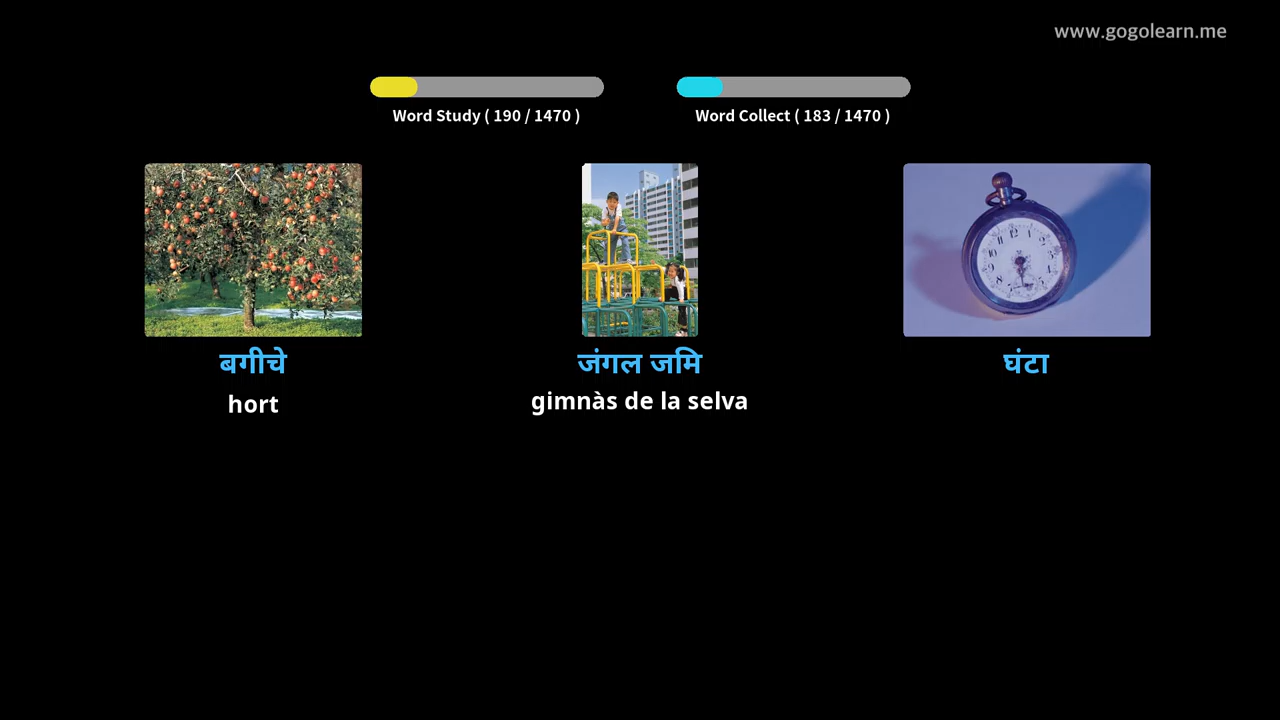 www.gogolearn.me
Word Study ( 190 / 1470 )
Word Collect ( 183 / 1470 )
बगीचे
जंगल जमि
घंटा
hort
gimnàs de la selva